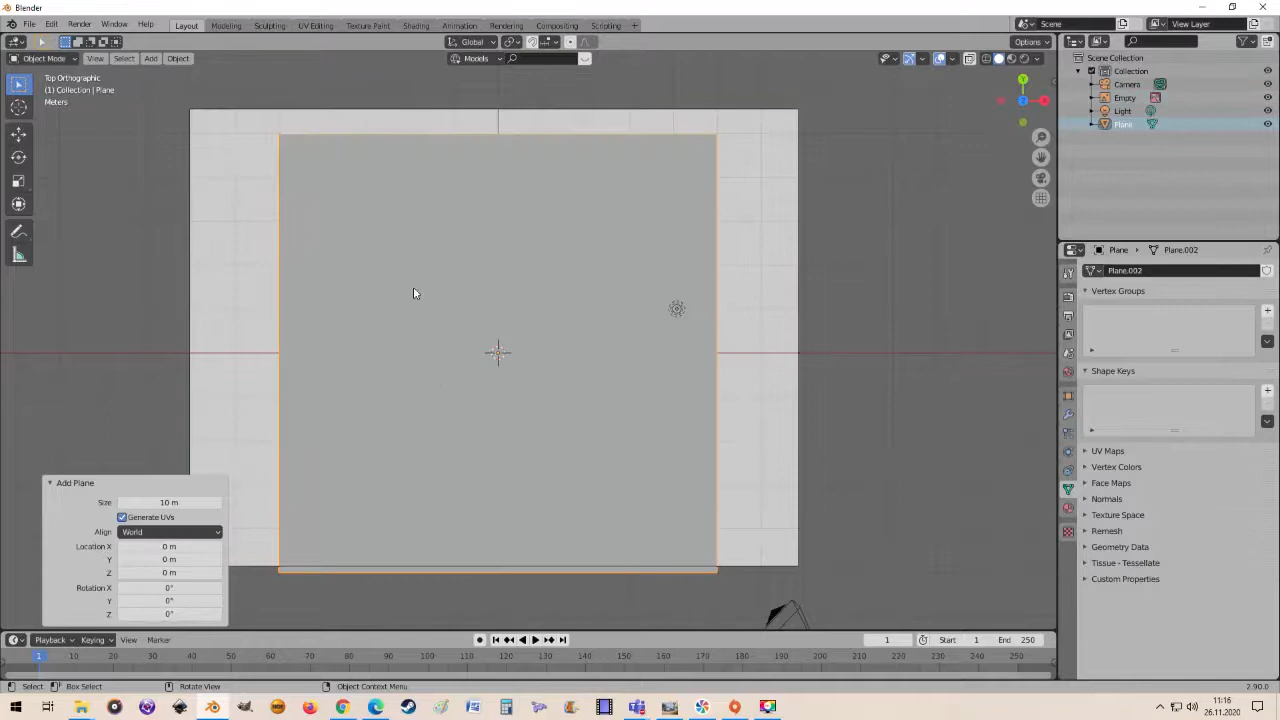 Blender
File Edit Render Window Help Layout Modeling Sculpting UV Editing Texture Paint Shading Animation Rendering Compositing Scripting + Scene View Layer
Global Options
Object Mode View Select Add Object Models
Top Orthographic
(1) Collection | Plane
Meters
Scene Collection
Collection
Camera
Empty
Light
Plane
Y
Z
X
Plane Plane.002
Plane.002
Vertex Groups
Shape Keys
UV Maps
Vertex Colors
Face Maps
Normals
Texture Space
Remesh
Geometry Data
Tissue - Tessellate
Custom Properties
Add Plane
Size 10 m
Generate UVs
Align World
Location X 0 m
Y 0 m
Z 0 m
Rotation X 0°
Y 0°
Z 0°
Playback Keying View Marker 1 Start 1 End 250
1 10 20 30 40 50 60 70 80 90 100 110 120 130 140 150 160 170 180 190 200 210 220 230 240 250
Select Box Select Rotate View Object Context Menu 2.90.0
11:16
26.11.2020